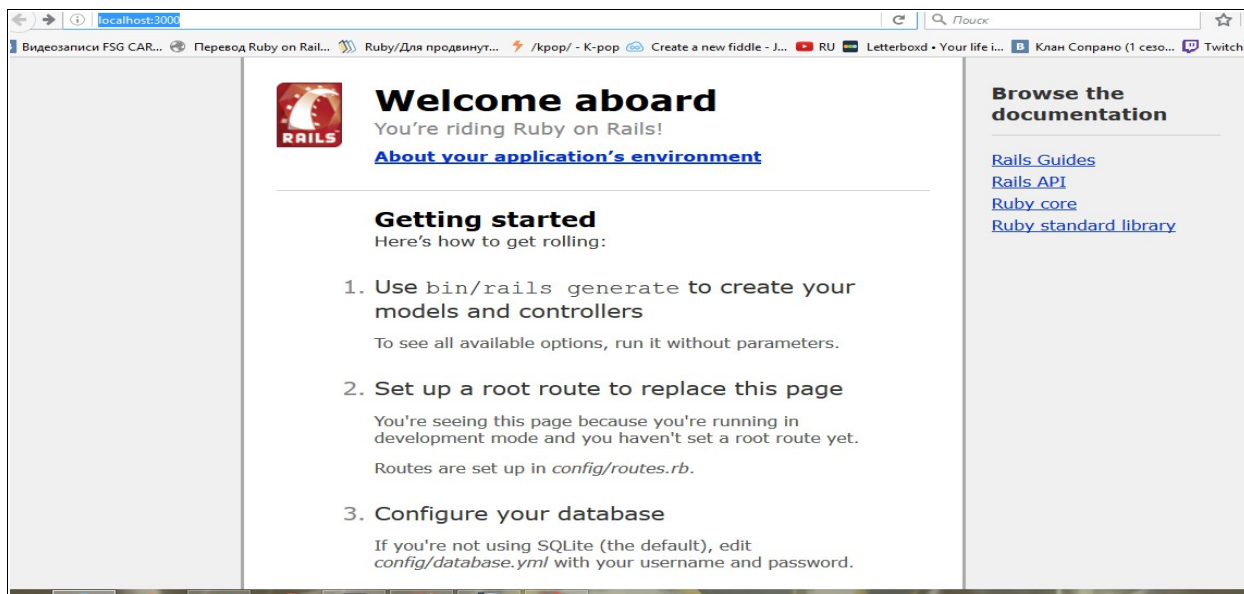 localhost:3000
Поиск
Видеозаписи FSG CAR... Перевод Ruby on Rail... Ruby/Для продвинут... /kpop/ - K-pop Create a new fiddle - J... RU Letterboxd • Your life i... Клан Сопрано (1 сезо... Twitch
RAILS
Welcome aboard
You're riding Ruby on Rails!
About your application's environment
Getting started
Here's how to get rolling:
1. Use bin/rails generate to create your
models and controllers
To see all available options, run it without parameters.
2. Set up a root route to replace this page
You're seeing this page because you're running in
development mode and you haven't set a root route yet.
Routes are set up in config/routes.rb.
3. Configure your database
If you're not using SQLite (the default), edit
config/database.yml with your username and password.
Browse the
documentation
Rails Guides
Rails API
Ruby core
Ruby standard library